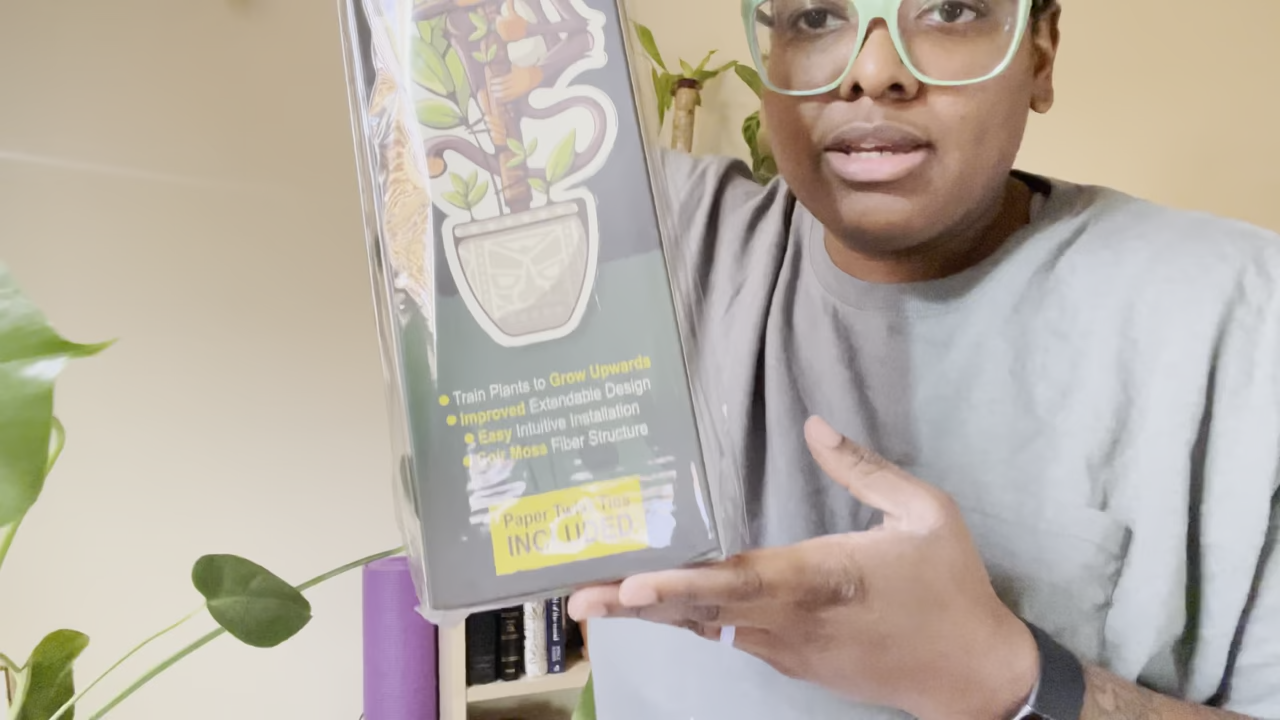 Train Plants to Grow Upwards
Improved Extendable Design
Easy Intuitive Installation
Coir Moss Fiber Structure
Paper Twist Ties
INCLUDED